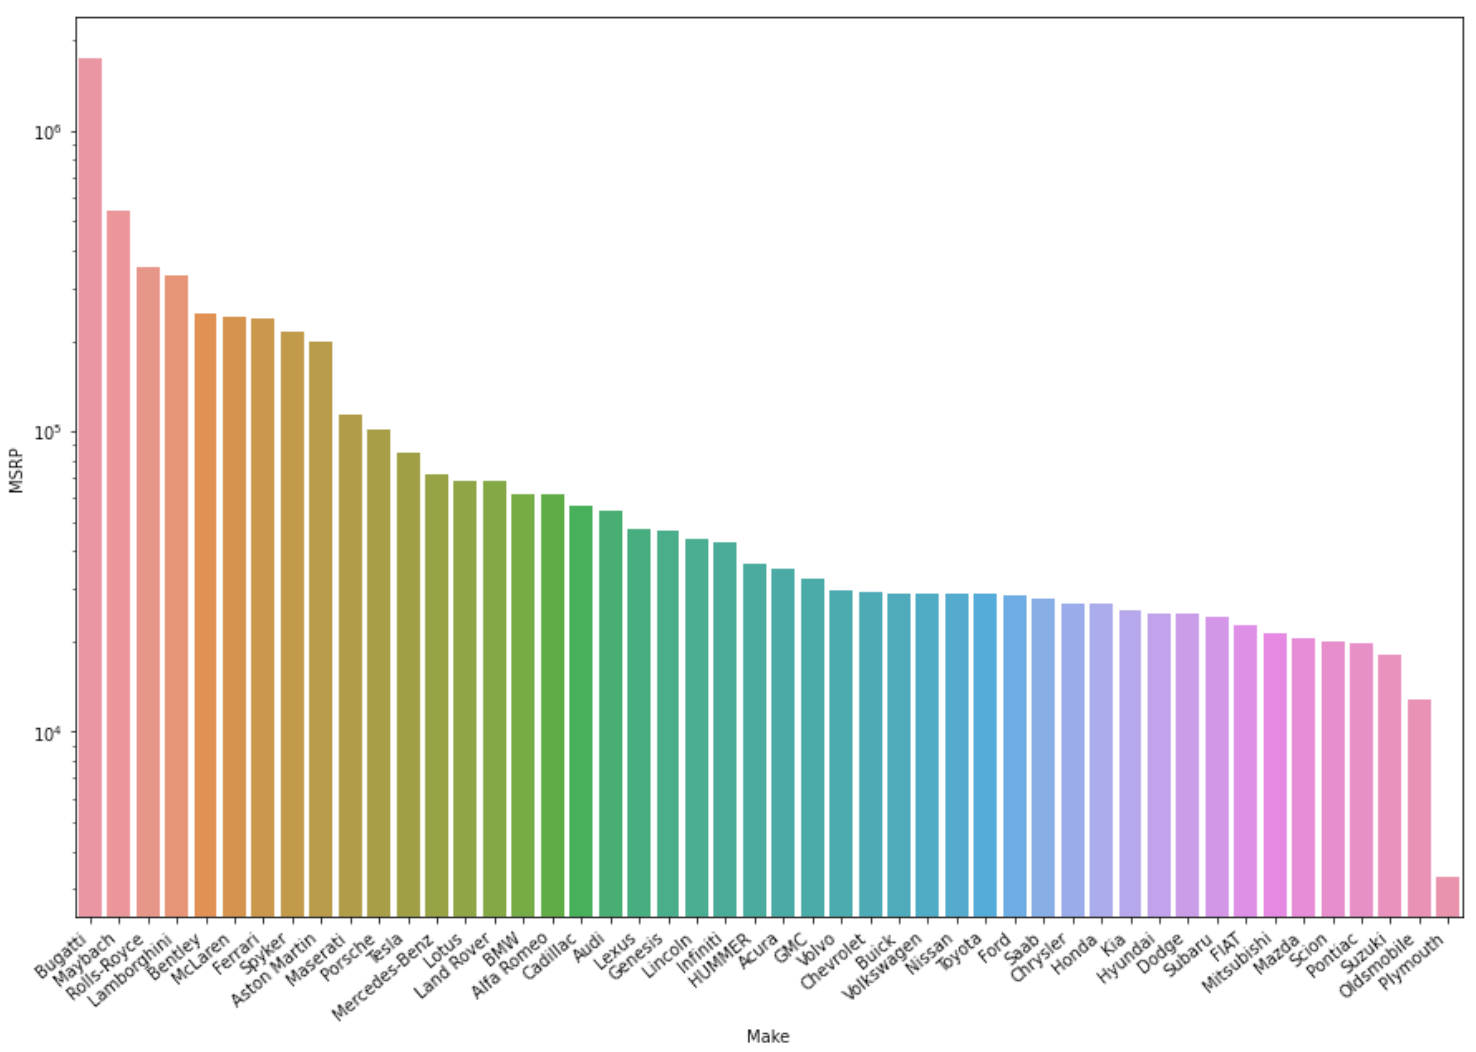 MSRP
10⁶
10⁵
10⁴
Bugatti
Maybach
Rolls-Royce
Lamborghini
Bentley
McLaren
Ferrari
Spyker
Aston Martin
Maserati
Porsche
Tesla
Mercedes-Benz
Lotus
Land Rover
BMW
Alfa Romeo
Cadillac
Audi
Lexus
Genesis
Lincoln
Infiniti
HUMMER
Acura
GMC
Volvo
Chevrolet
Buick
Volkswagen
Nissan
Toyota
Ford
Saab
Chrysler
Honda
Kia
Hyundai
Dodge
Subaru
FIAT
Mitsubishi
Mazda
Scion
Pontiac
Suzuki
Oldsmobile
Plymouth
Make